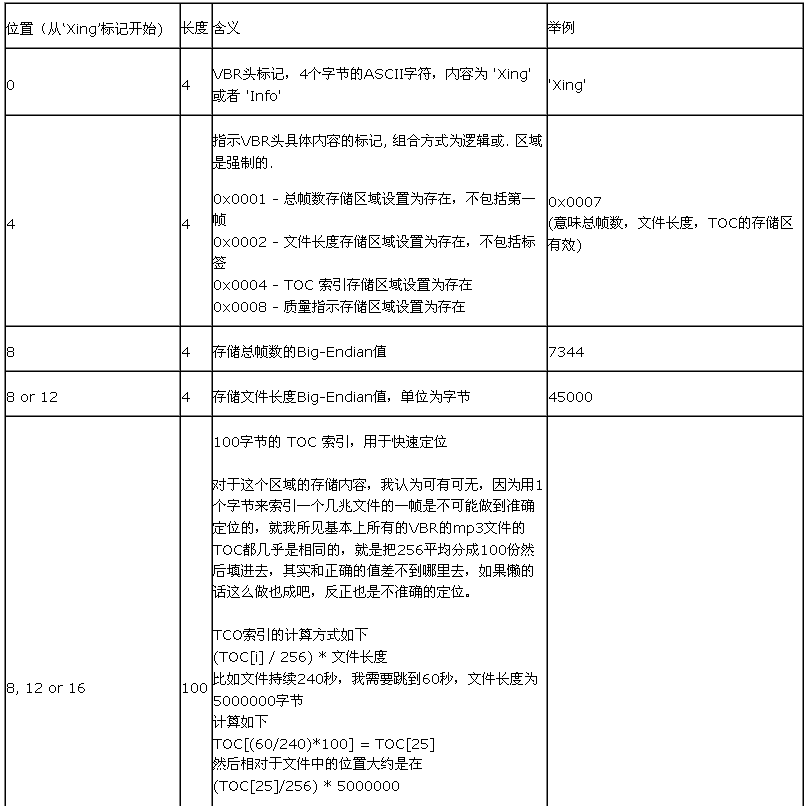 位置（从‘Xing’标记开始) 长度 含义 举例
0 4 VBR头标记，4个字节的ASCII字符，内容为 'Xing'
或者 'Info' 'Xing'
4 4 指示VBR头具体内容的标记, 组合方式为逻辑或. 区域
是强制的.
0x0001 - 总帧数存储区域设置为存在，不包括第一
帧
0x0002 - 文件长度存储区域设置为存在，不包括标
签
0x0004 - TOC 索引存储区域设置为存在
0x0008 - 质量指示存储区域设置为存在
0x0007
(意味总帧数，文件长度，TOC的存储区
有效)
8 4 存储总帧数的Big-Endian值 7344
8 or 12 4 存储文件长度Big-Endian值，单位为字节 45000
8, 12 or 16 100 100字节的 TOC 索引，用于快速定位
对于这个区域的存储内容，我认为可有可无，因为用1
个字节来索引一个几兆文件的一帧是不可能做到准确
定位的，就我所见基本上所有的VBR的mp3文件的
TOC都几乎是相同的，就是把256平均分成100份然
后填进去，其实和正确的值差不到哪里去，如果懒的
话这么做也成吧，反正也是不准确的定位。
TCO索引的计算方式如下
(TOC[i] / 256) * 文件长度
比如文件持续240秒，我需要跳到60秒，文件长度为
5000000字节
计算如下
TOC[(60/240)*100] = TOC[25]
然后相对于文件中的位置大约是在
(TOC[25]/256) * 5000000